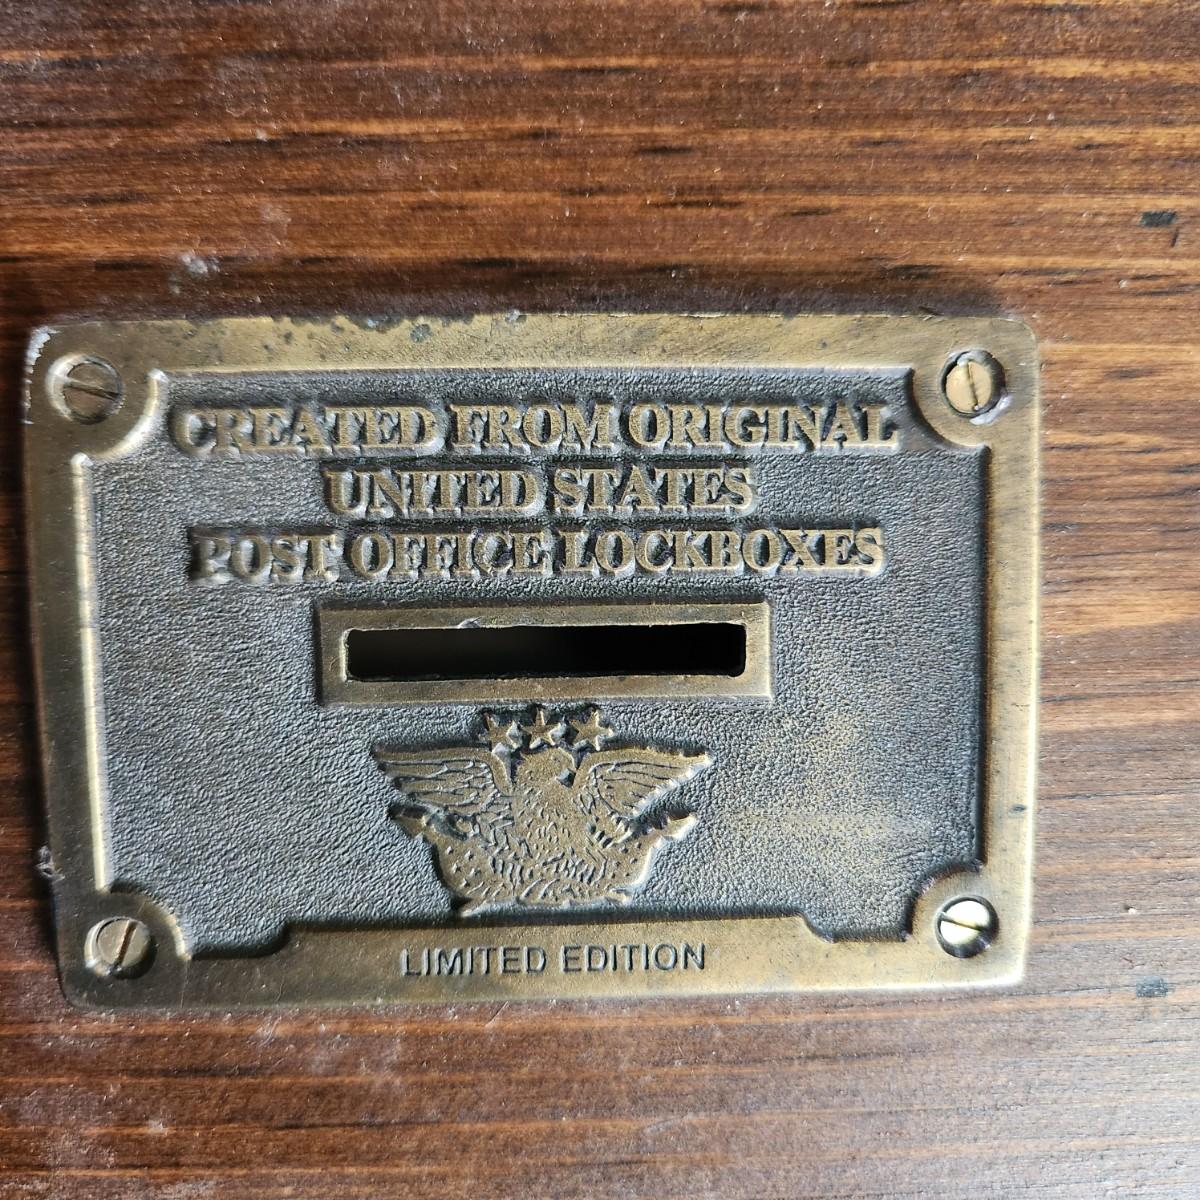 CREATED FROM ORIGINAL
UNITED STATES
POST OFFICE LOCKBOXES
LIMITED EDITION